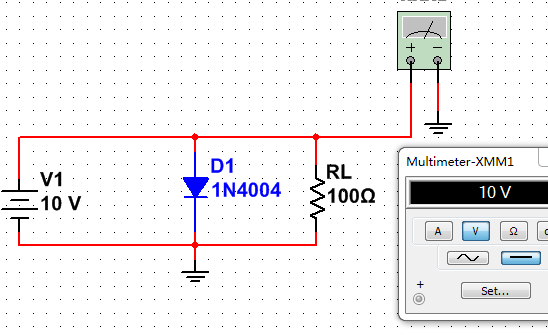 + −
V1
10 V
D1
1N4004
RL
100Ω
Multimeter-XMM1
10 V
A V Ω
+
Set...